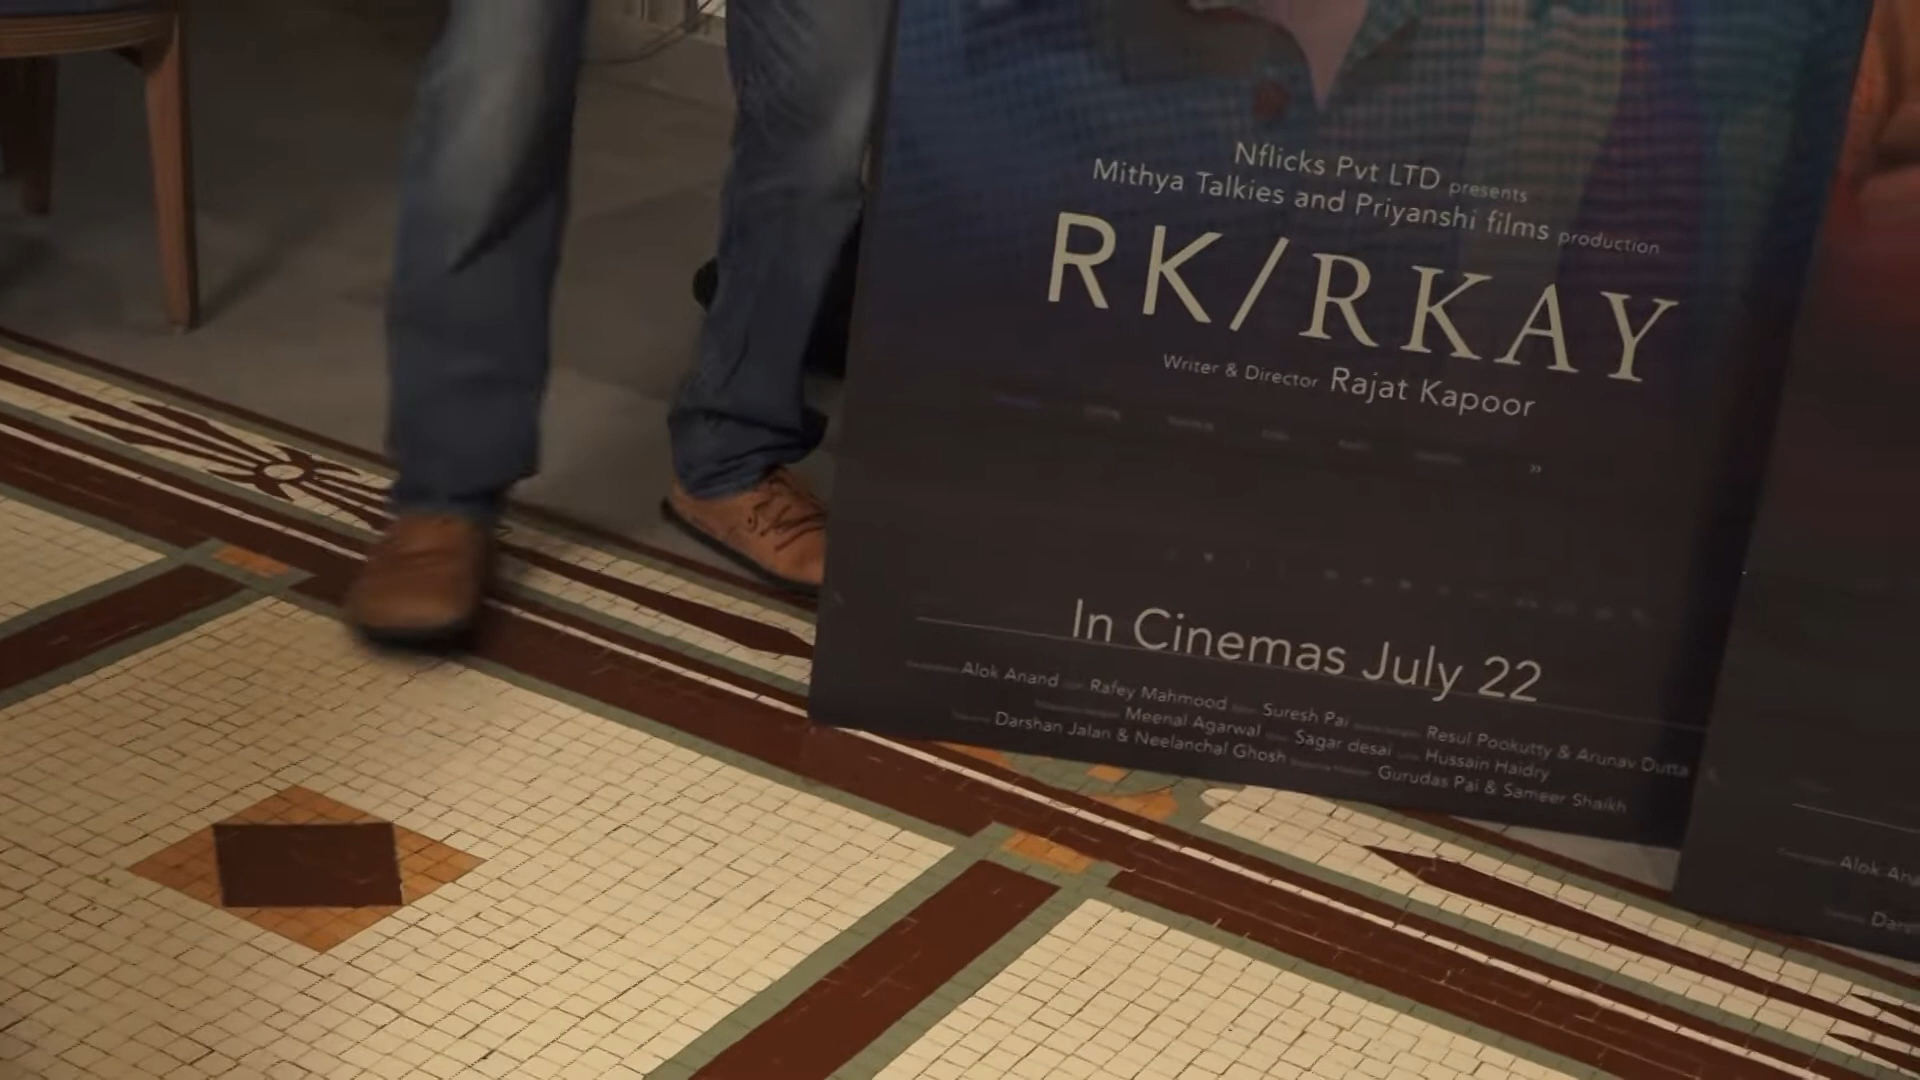 Nflicks Pvt LTD presents
Mithya Talkies and Priyanshi films production
RK/RKAY
Writer & Director Rajat Kapoor
In Cinemas July 22
Alok Anand Rafey Mahmood Suresh Pai Resul Pookutty & Arunav Dutta
Meenal Agarwal Sagar desai Hussain Haidry
Darshan Jalan & Neelanchal Ghosh Gurudas Pai & Sameer Shaikh
Alok